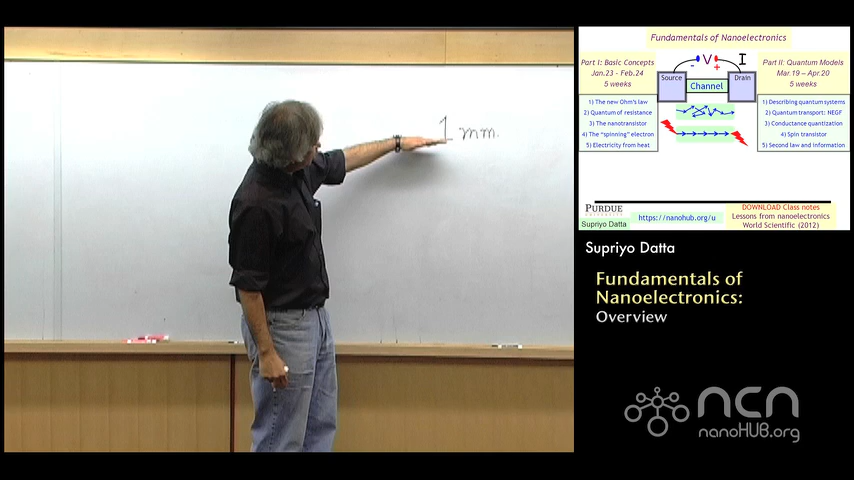 1 mm.
Fundamentals of Nanoelectronics
Part I: Basic Concepts
Jan.23 - Feb.24
5 weeks
1) The new Ohm's law
2) Quantum of resistance
3) The nanotransistor
4) The "spinning" electron
5) Electricity from heat
V
I
-
+
Source
Drain
Channel
Part II: Quantum Models
Mar.19 – Apr.20
5 weeks
1) Describing quantum systems
2) Quantum transport: NEGF
3) Conductance quantization
4) Spin transistor
5) Second law and information
PURDUE
UNIVERSITY
Supriyo Datta
https://nanohub.org/u
DOWNLOAD Class notes
Lessons from nanoelectronics
World Scientific (2012)
Supriyo Datta
Fundamentals of
Nanoelectronics:
Overview
ncn
nanoHUB.org